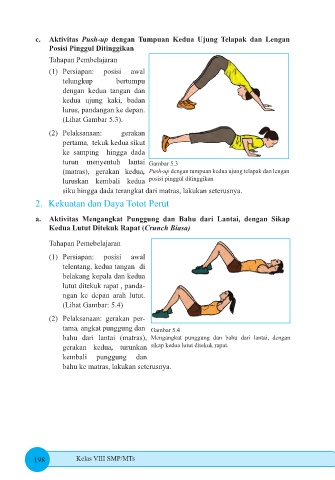 c. Aktivitas Push-up dengan Tumpuan Kedua Ujung Telapak dan Lengan
Posisi Pinggul Ditinggikan
Tahapan Pembelajaran
(1) Persiapan: posisi awal
telungkup bertumpu
dengan kedua tangan dan
kedua ujung kaki, badan
lurus, pandangan ke depan.
(Lihat Gambar 5.3).
(2) Pelaksanaan: gerakan
pertama, tekuk kedua sikut
ke samping hingga dada
turun menyentuh lantai
(matras), gerakan kedua,
luruskan kembali kedua
siku hingga dada terangkat dari matras, lakukan seterusnya.
Gambar 5.3
Push-up dengan tumpuan kedua ujung telapak dan lengan
posisi pinggul ditinggikan
2. Kekuatan dan Daya Totot Perut
a. Aktivitas Mengangkat Punggung dan Bahu dari Lantai, dengan Sikap
Kedua Lutut Ditekuk Rapat (Crunch Biasa)
Tahapan Pemebelajaran
(1) Persiapan: posisi awal
telentang, kedua tangan di
belakang kepala dan kedua
lutut ditekuk rapat , panda-
ngan ke depan arah lutut.
(Lihat Gambar: 5.4)
(2) Pelaksanaan: gerakan per-
tama, angkat punggung dan
bahu dari lantai (matras),
gerakan kedua, turunkan
kembali punggung dan
bahu ke matras, lakukan seterusnya.
Gambar 5.4
Mengangkat punggung dan bahu dari lantai, dengan
sikap kedua lutut ditekuk rapat.
198 Kelas VIII SMP/MTs